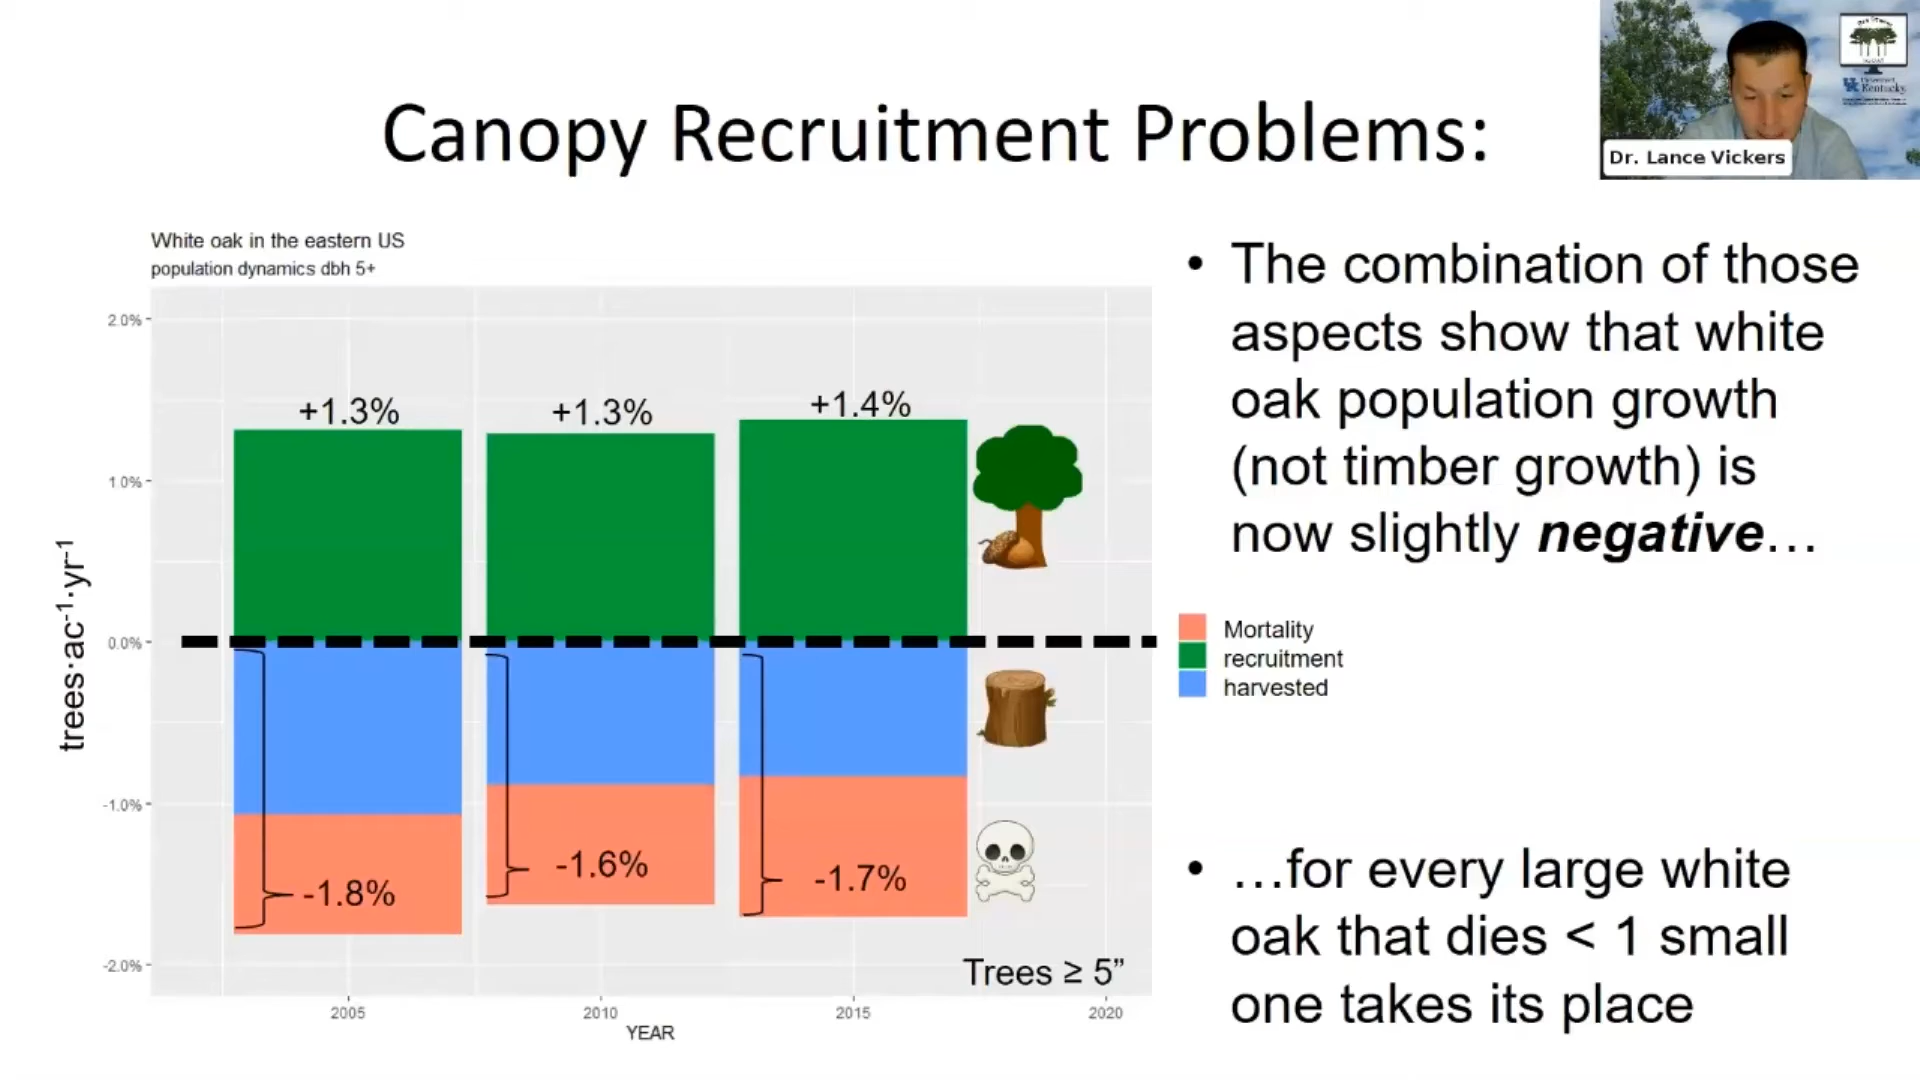 Canopy Recruitment Problems:
Kentucky
Dr. Lance Vickers
White oak in the eastern US
population dynamics dbh 5+
2.0%
1.0%
0.0%
-1.0%
-2.0%
trees·ac-1·yr-1
+1.3%
+1.3%
+1.4%
-1.8%
-1.6%
-1.7%
Trees ≥ 5”
2005
2010
2015
2020
YEAR
Mortality
recruitment
harvested
• The combination of those
aspects show that white
oak population growth
(not timber growth) is
now slightly negative…
• …for every large white
oak that dies < 1 small
one takes its place